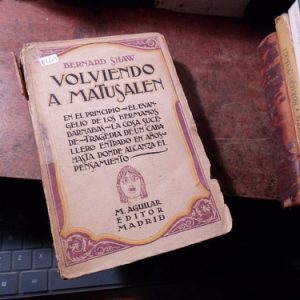 BERNARD SHAW
VOLVIENDO
A MATUSALEN
EN EL PRINCIPIO-EL EVAN-
GELIO DE LOS HERMANOS
BARNABAS-LA COSA SUCE-
DE-TRAGEDIA DE UN CABA-
LLERO ENTRADO EN AÑOS-
HASTA DONDE ALCANZA EL
PENSAMIENTO
M. AGUILAR
EDITOR
MADRID